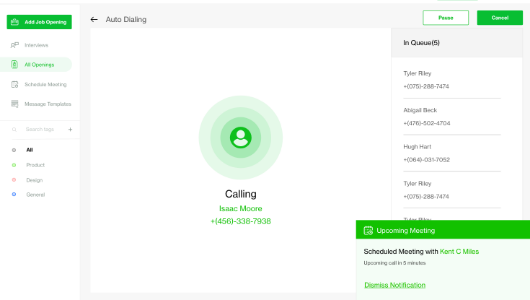 Add Job Opening
Interviews
All Openings
Schedule Meeting
Message Templates
Search tags +
All
Product
Design
General
← Auto Dialing
Pause
Cancel
Calling
Isaac Moore
+(456)-338-7938
In Queue(5)
Tyler Riley
+(075)-288-7474
Abigail Beck
+(476)-502-4704
Hugh Hart
+(064)-031-7052
Tyler Riley
+(075)-288-7474
Tyler Riley
Upcoming Meeting
Scheduled Meeting with Kent C Miles
Upcoming call in 5 minutes
Dismiss Notification